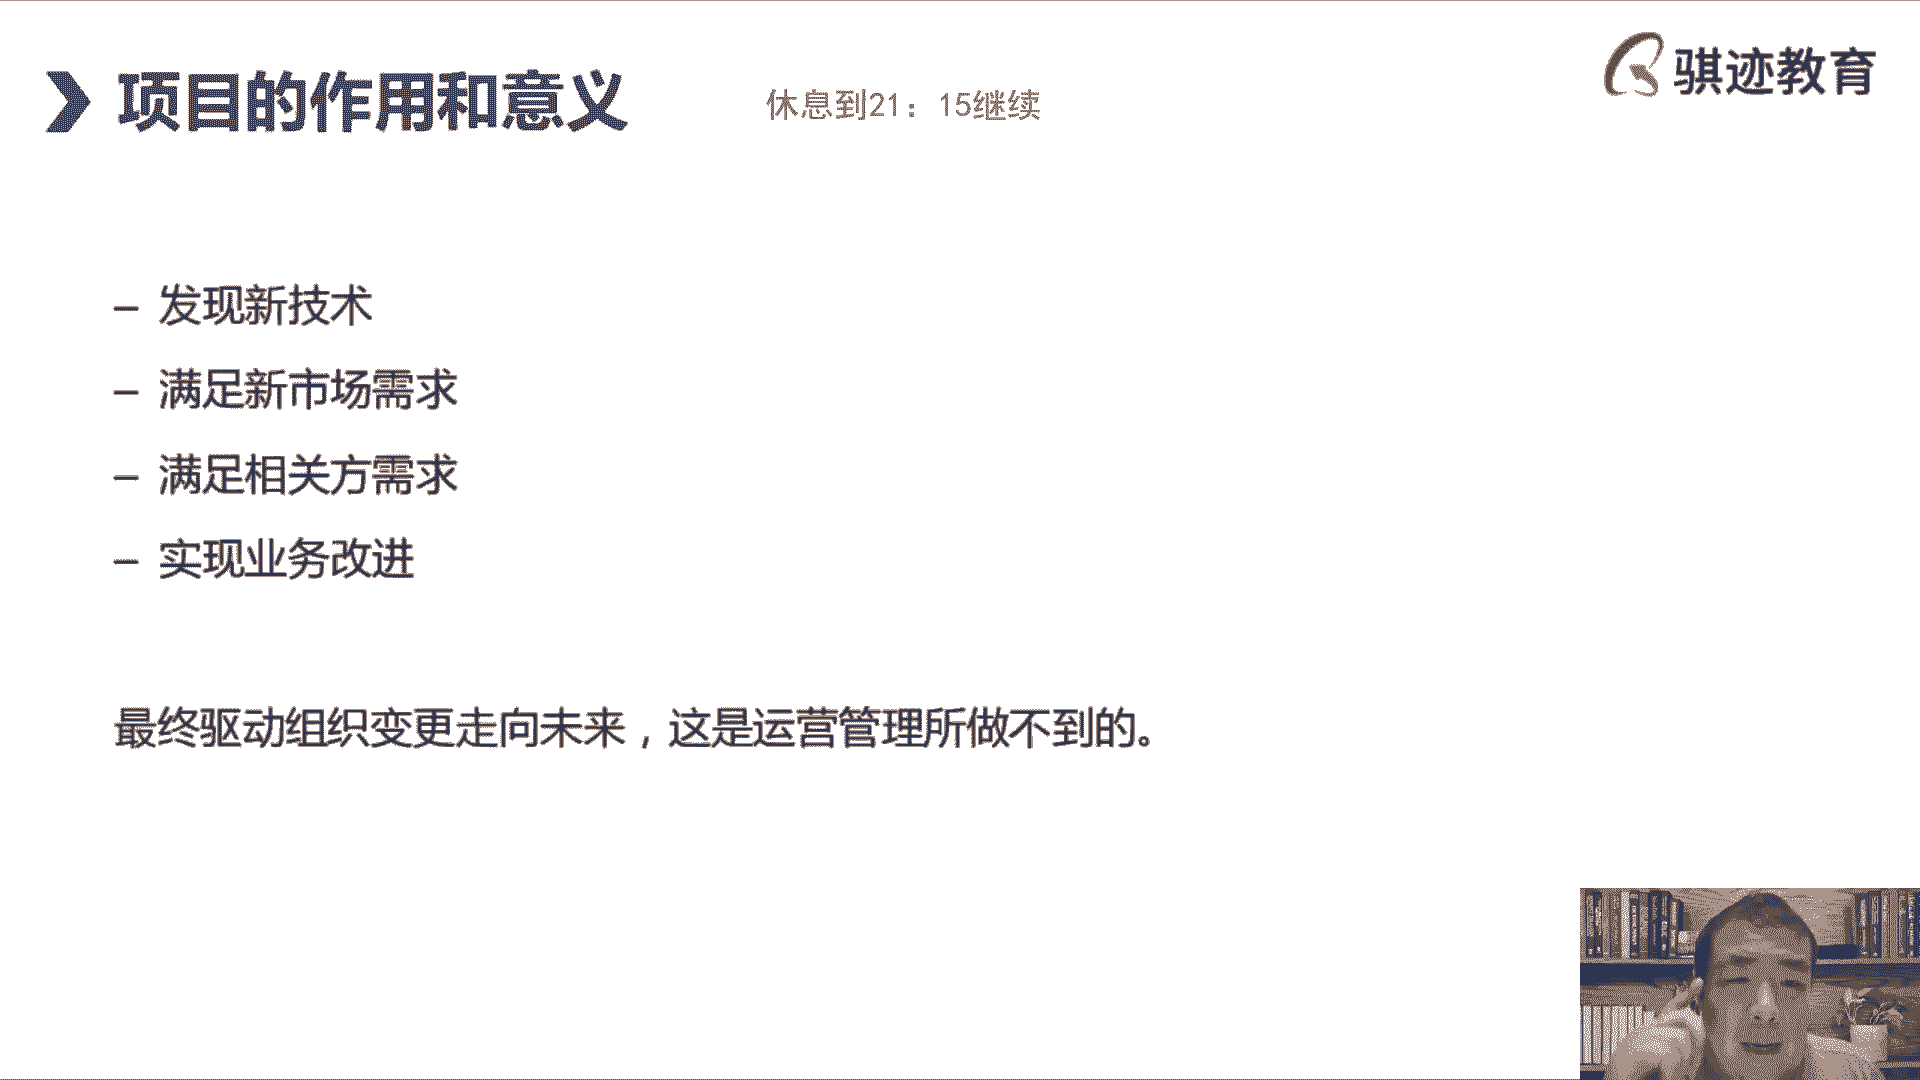 项目的作用和意义
休息到21：15继续
骐迹教育
– 发现新技术
– 满足新市场需求
– 满足相关方需求
– 实现业务改进
最终驱动组织变更走向未来，这是运营管理所做不到的。